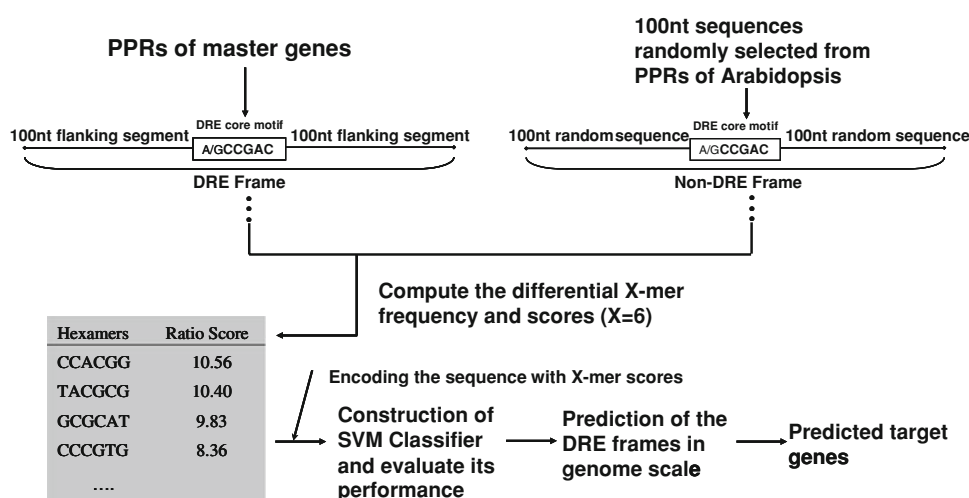 PPRs of master genes
100nt sequences
randomly selected from
PPRs of Arabidopsis
DRE core motif
100nt flanking segment
A/GCCGAC
100nt flanking segment
DRE Frame
DRE core motif
100nt random sequence
A/GCCGAC
100nt random sequence
Non-DRE Frame
Compute the differential X-mer
frequency and scores (X=6)
Hexamers Ratio Score
CCACGG 10.56
TACGCG 10.40
GCGCAT 9.83
CCCGTG 8.36
....
Encoding the sequence with X-mer scores
Construction of
SVM Classifier
and evaluate its
performance
Prediction of the
DRE frames in
genome scale
Predicted target
genes